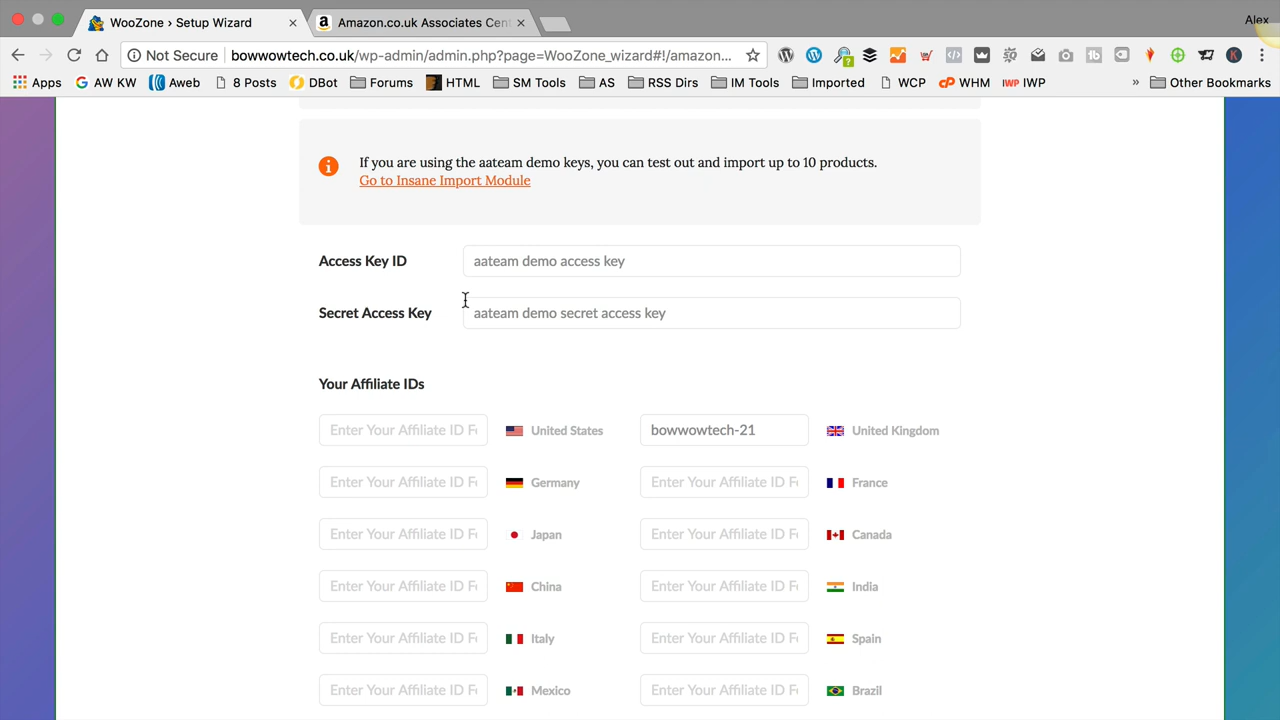 WooZone › Setup Wizard
Amazon.co.uk Associates Cent
Alex
Not Secure
bowwowtech.co.uk/wp-admin/admin.php?page=WooZone_wizard#!/amazon...
Apps
AW KW
Aweb
8 Posts
DBot
Forums
HTML
SM Tools
AS
RSS Dirs
IM Tools
Imported
WCP
WHM
IWP IWP
»
Other Bookmarks
If you are using the aateam demo keys, you can test out and import up to 10 products.
Go to Insane Import Module
Access Key ID
aateam demo access key
Secret Access Key
aateam demo secret access key
Your Affiliate IDs
Enter Your Affiliate ID Fo
United States
bowwowtech-21
United Kingdom
Enter Your Affiliate ID Fo
Germany
Enter Your Affiliate ID Fo
France
Enter Your Affiliate ID Fo
Japan
Enter Your Affiliate ID Fo
Canada
Enter Your Affiliate ID Fo
China
Enter Your Affiliate ID Fo
India
Enter Your Affiliate ID Fo
Italy
Enter Your Affiliate ID Fo
Spain
Enter Your Affiliate ID Fo
Mexico
Enter Your Affiliate ID Fo
Brazil